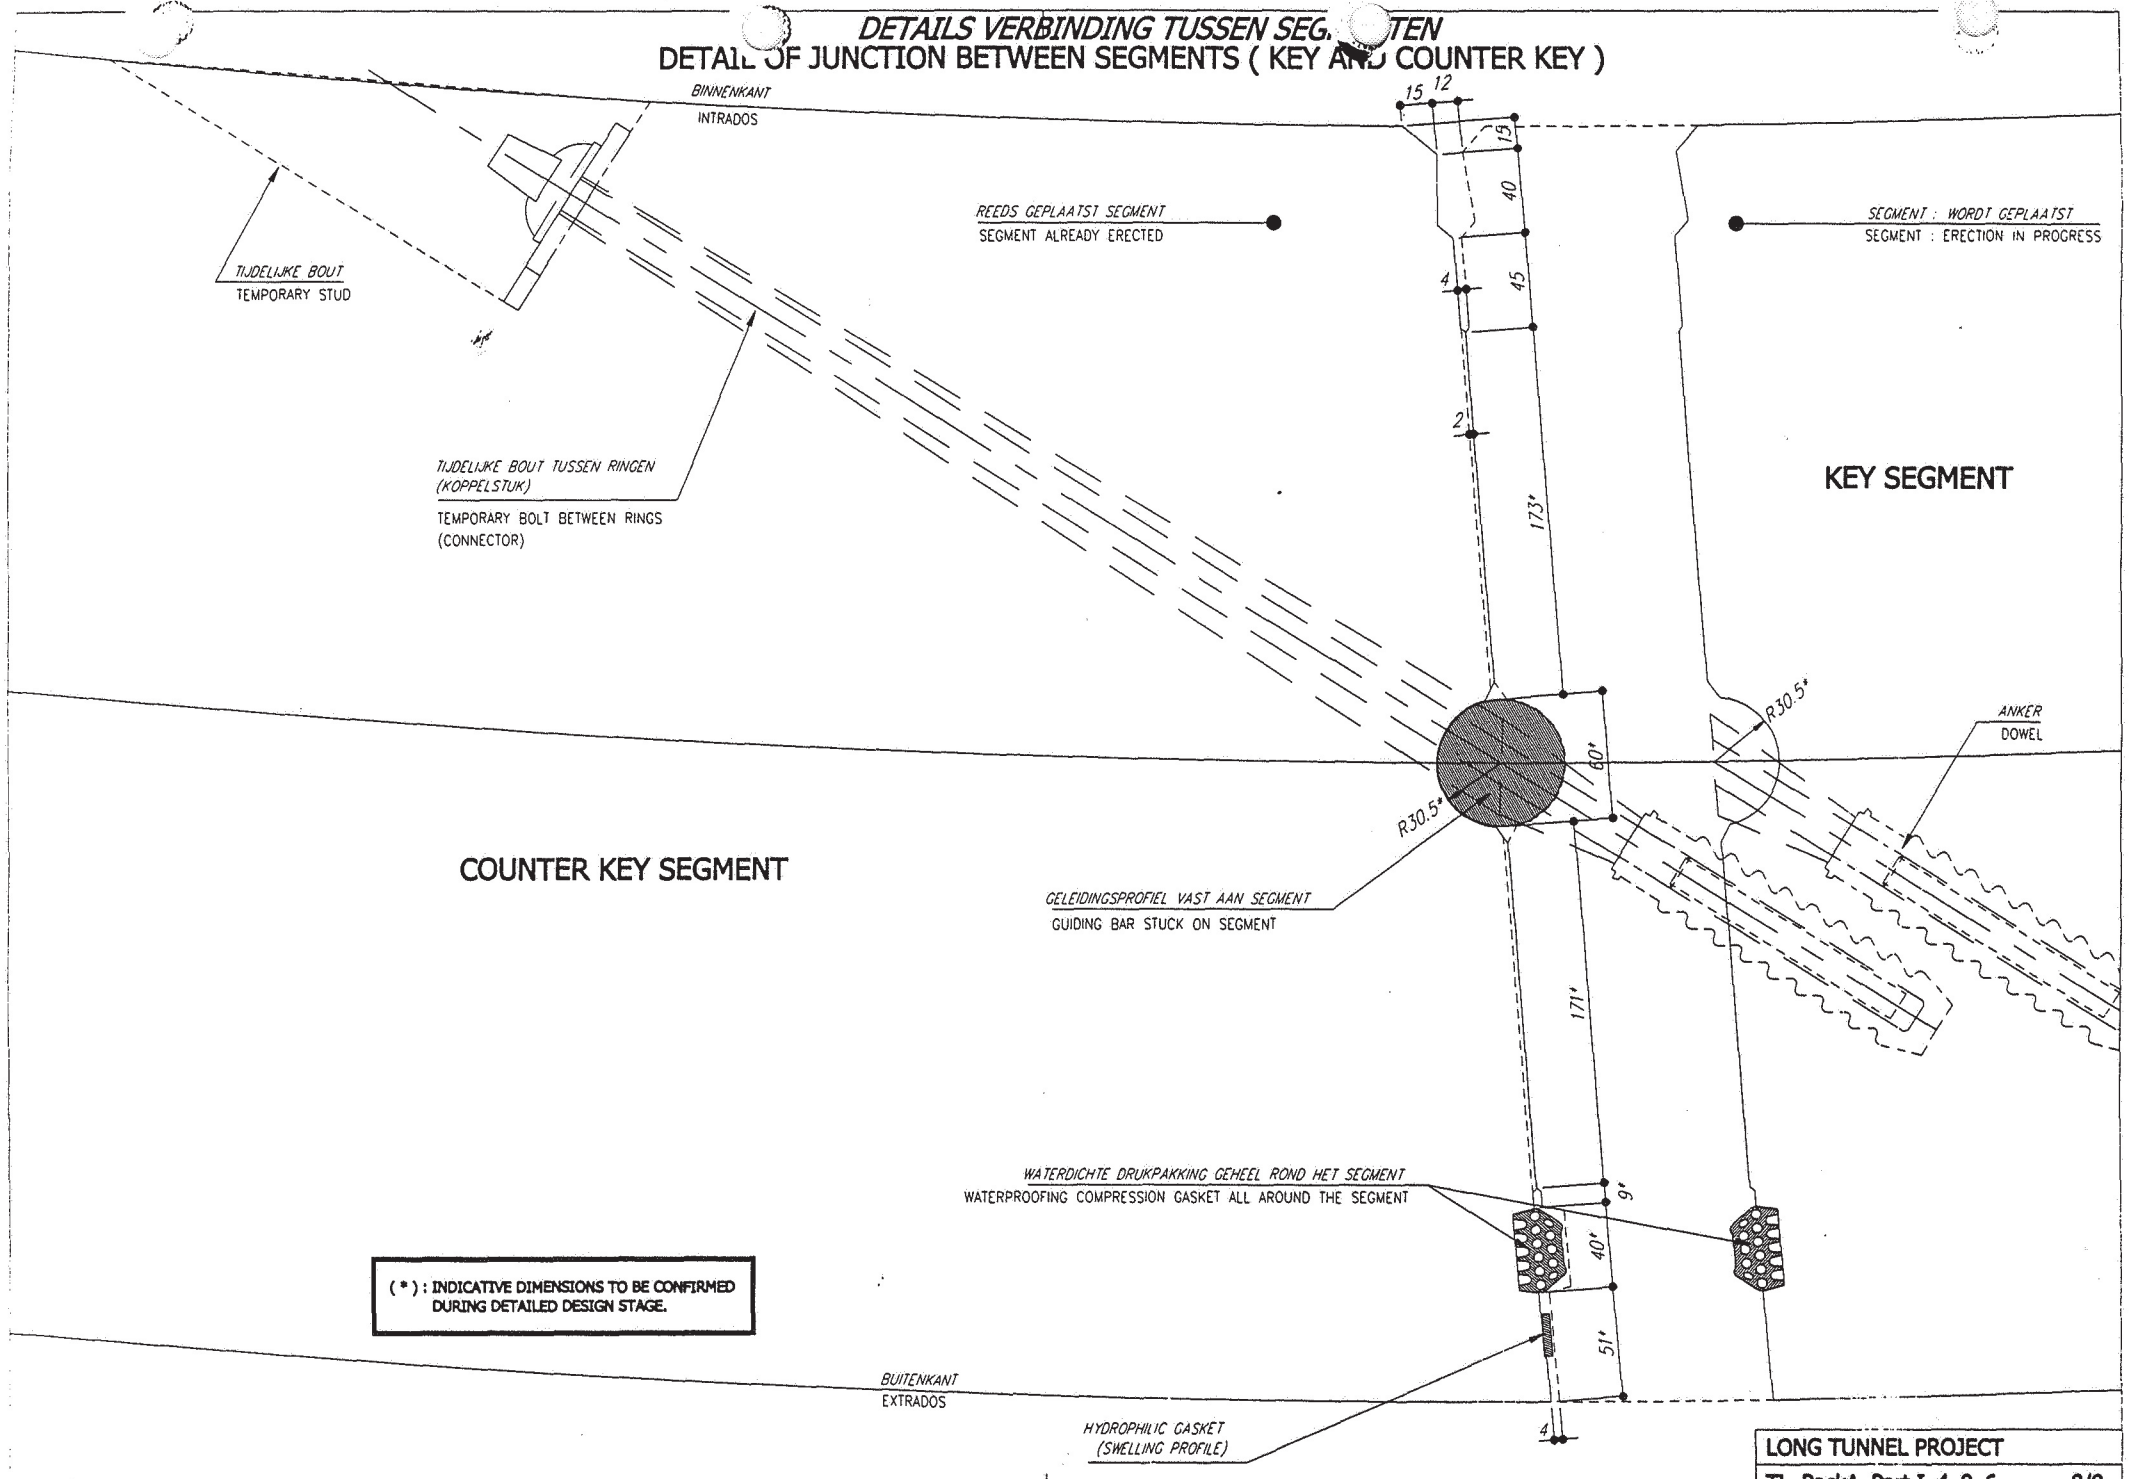 DETAILS VERBINDING TUSSEN
DETAIL OF JUNCTION BETWEEN SEGMENTS ( KEY AND COUNTER KEY )
BINNENKANT
INTRADOS
15
12
15
40
REEDS GEPLAATST SEGMENT
SEGMENT ALREADY ERECTED
SEGMENT : WORDT GEPLAATST
SEGMENT : ERECTION IN PROGRESS
TIJDELIJKE BOUT
TEMPORARY STUD
4
45
2
TIJDELIJKE BOUT TUSSEN RINGEN
(KOPPELSTUK)
TEMPORARY BOLT BETWEEN RINGS
(CONNECTOR)
KEY SEGMENT
173*
R30.5*
ANKER
DOWEL
60*
R30.5*
COUNTER KEY SEGMENT
GELEIDINGSPROFIEL VAST AAN SEGMENT
GUIDING BAR STUCK ON SEGMENT
171*
WATERDICHTE DRUKPAKKING GEHEEL ROND HET SEGMENT
WATERPROOFING COMPRESSION GASKET ALL AROUND THE SEGMENT
9*
40*
( * ) : INDICATIVE DIMENSIONS TO BE CONFIRMED
DURING DETAILED DESIGN STAGE.
51*
BUITENKANT
EXTRADOS
HYDROPHILIC GASKET
(SWELLING PROFILE)
4
LONG TUNNEL PROJECT